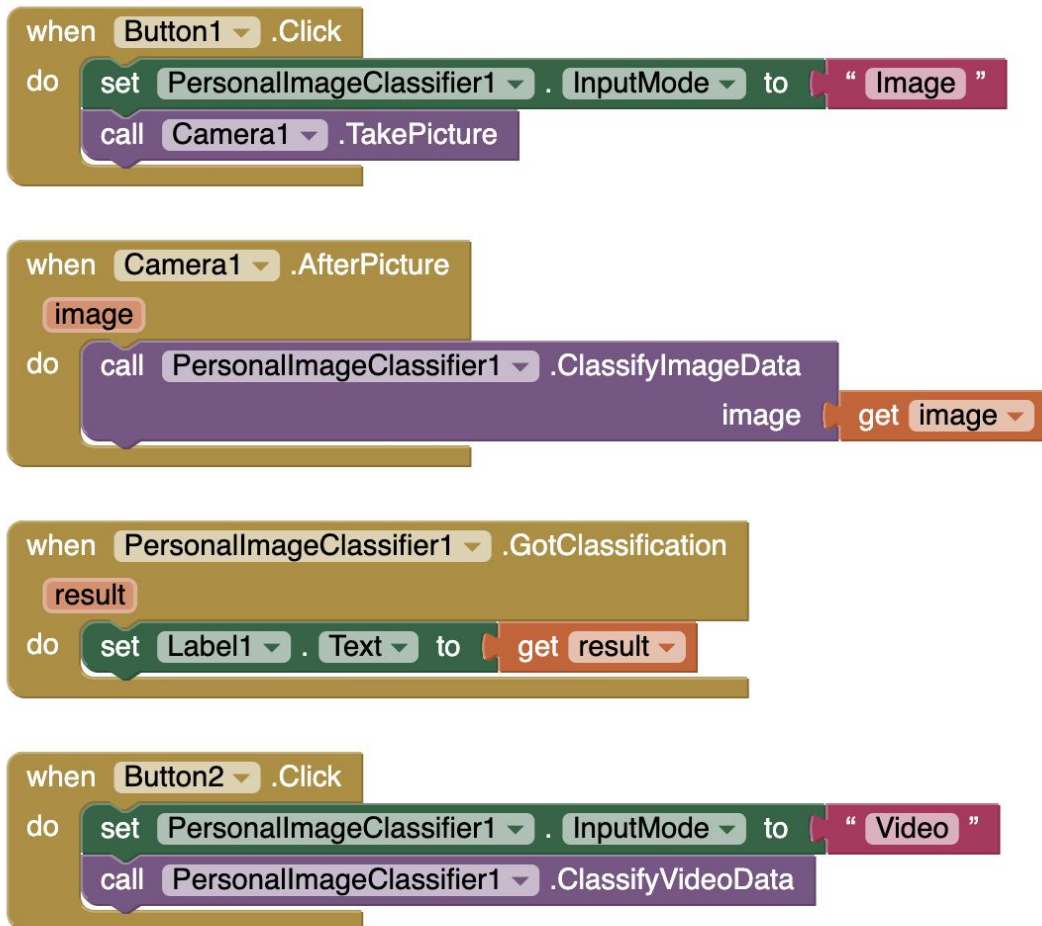 when Button1 .Click
do set PersonalImageClassifier1 . InputMode to “ Image ”
call Camera1 .TakePicture
when Camera1 .AfterPicture
image
do call PersonalImageClassifier1 .ClassifyImageData
image get image
when PersonalImageClassifier1 .GotClassification
result
do set Label1 . Text to get result
when Button2 .Click
do set PersonalImageClassifier1 . InputMode to “ Video ”
call PersonalImageClassifier1 .ClassifyVideoData